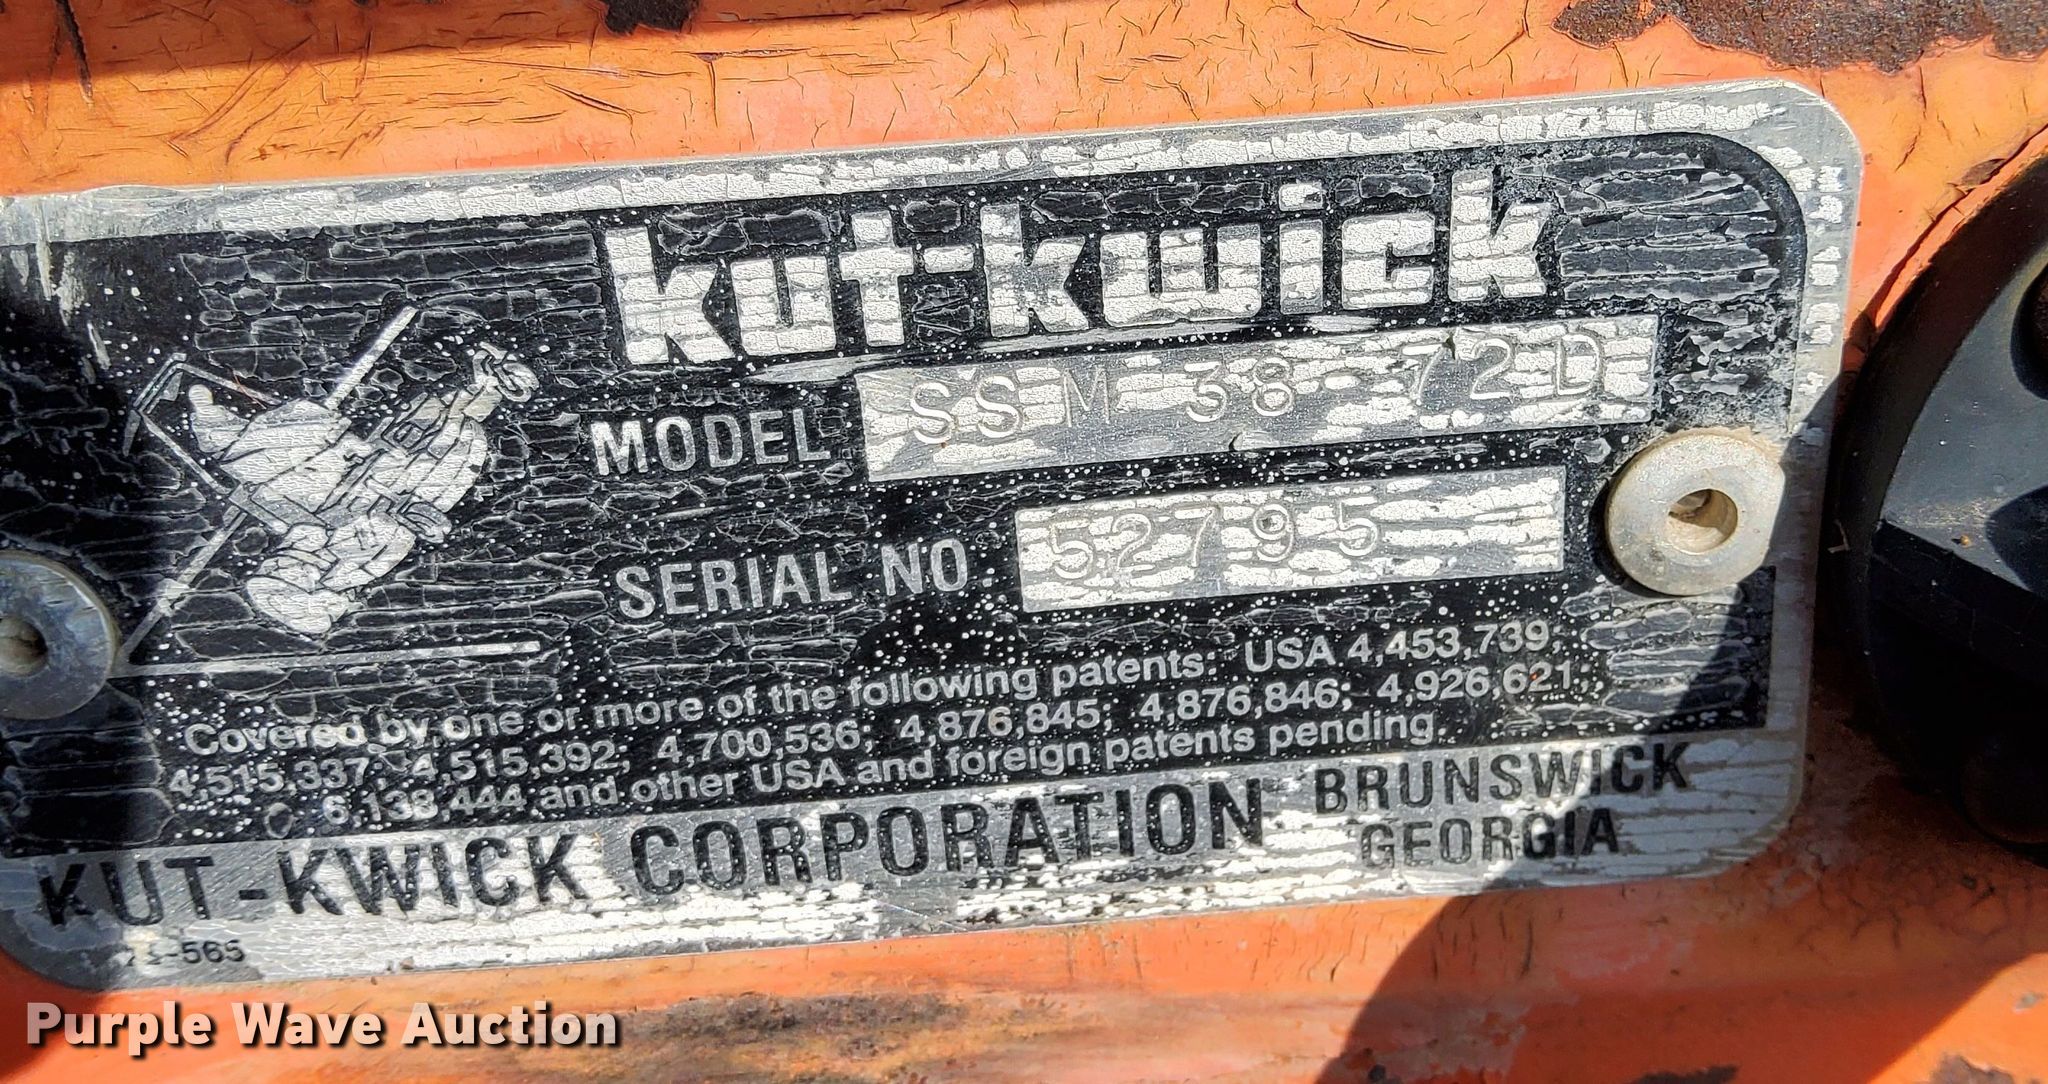 kut-kwick
MODEL SSM 38-72D
SERIAL NO. 52795
Covered by one or more of the following patents: USA 4,453,739;
4,515,337; 4,515,392; 4,700,536; 4,876,845; 4,876,846; 4,926,621;
6,138,444 and other USA and foreign patents pending.
KUT-KWICK CORPORATION BRUNSWICK
GEORGIA
-565
Purple Wave Auction